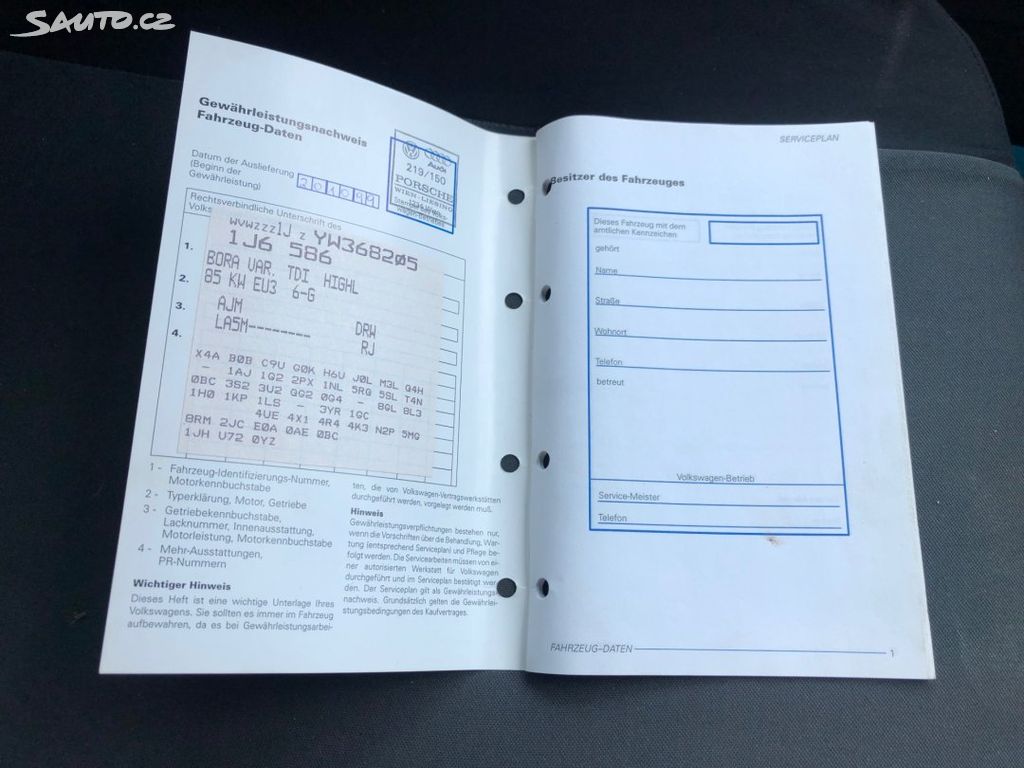 SAUTO.CZ
Gewährleistungsnachweis
Fahrzeug-Daten
Datum der Auslieferung
(Beginn der
Gewährleistung)
201099
Audi
219/150
PORSCHE
WIEN-LIESING
Rechtsverbindliche Unterschrift des
Volks
WVWZZZ1J Z YW368205
1. 1J6 586
BORA VAR. TDI HIGHL
2. 85 KW EU3 6-G
3. AJM
4. LA5M-------- DRW
RJ
X4A B0B C9U G0K H6V J0L M3L Q4H
- 1AJ 1G2 2PX 1NL 5RG 5SL T4N
0BC 3S2 3U2 GG2 0G4 - 8GL 8L3
1H0 1KP 1LS - 3YR 1GC
4UE 4X1 4R4 4K3 N2P 5MG
8RM 2JC E0A 0AE 0BC
1JH U72 0YZ
1 - Fahrzeug-Identifizierungs-Nummer,
Motorkennbuchstabe
2 - Typerklärung, Motor, Getriebe
3 - Getriebekennbuchstabe,
Lacknummer, Innenausstattung,
Motorleistung, Motorkennbuchstabe
4 - Mehr-Ausstattungen,
PR-Nummern
Wichtiger Hinweis
Dieses Heft ist eine wichtige Unterlage Ihres
Volkswagens. Sie sollten es immer im Fahrzeug
aufbewahren, da es bei Gewährleistungsarbei-
ten, die von Volkswagen-Vertragswerkstätten
durchgeführt werden, vorgelegt werden muß.
Hinweis
Gewährleistungsverpflichtungen bestehen nur,
wenn die Vorschriften über die Behandlung, War-
tung (entsprechend Serviceplan) und Pflege be-
folgt werden. Die Servicearbeiten müssen von ei-
ner autorisierten Werkstatt für Volkswagen
durchgeführt und im Serviceplan bestätigt wer-
den. Der Serviceplan gilt als Gewährleistungs-
nachweis. Grundsätzlich gelten die Gewährlei-
stungsbedingungen des Kaufvertrages.
SERVICEPLAN
Besitzer des Fahrzeuges
Dieses Fahrzeug mit dem
amtlichen Kennzeichen
gehört
Name
Straße
Wohnort
Telefon
betreut
Volkswagen-Betrieb
Service-Meister
Telefon
FAHRZEUG–DATEN 1